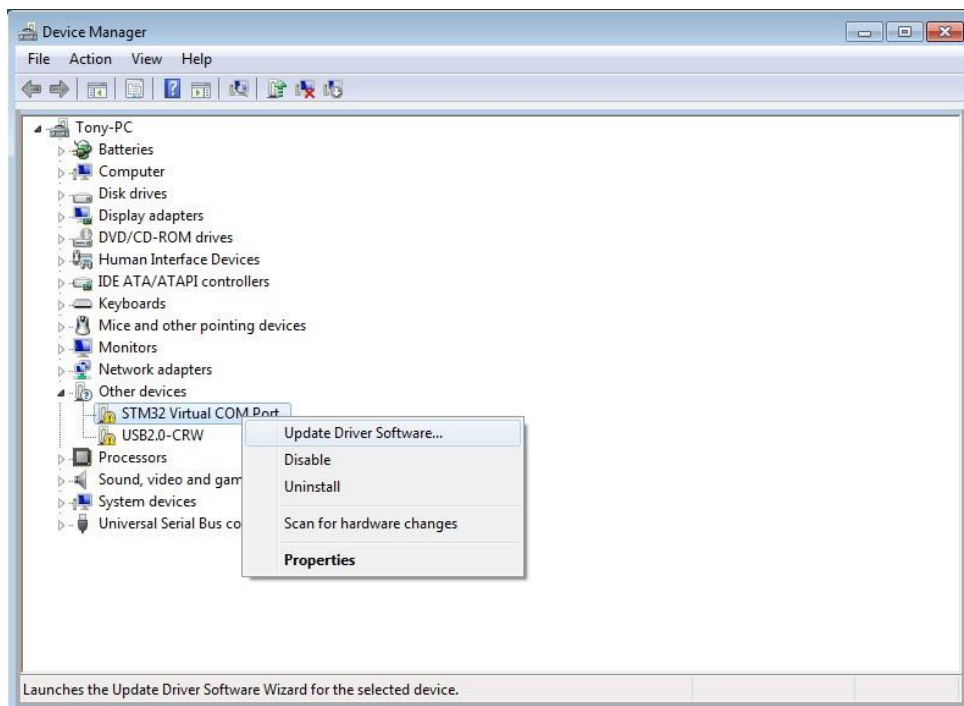 Device Manager
File Action View Help
Tony-PC
Batteries
Computer
Disk drives
Display adapters
DVD/CD-ROM drives
Human Interface Devices
IDE ATA/ATAPI controllers
Keyboards
Mice and other pointing devices
Monitors
Network adapters
Other devices
STM32 Virtual COM Port
USB2.0-CRW
Processors
Sound, video and gam
System devices
Universal Serial Bus co
Update Driver Software...
Disable
Uninstall
Scan for hardware changes
Properties
Launches the Update Driver Software Wizard for the selected device.